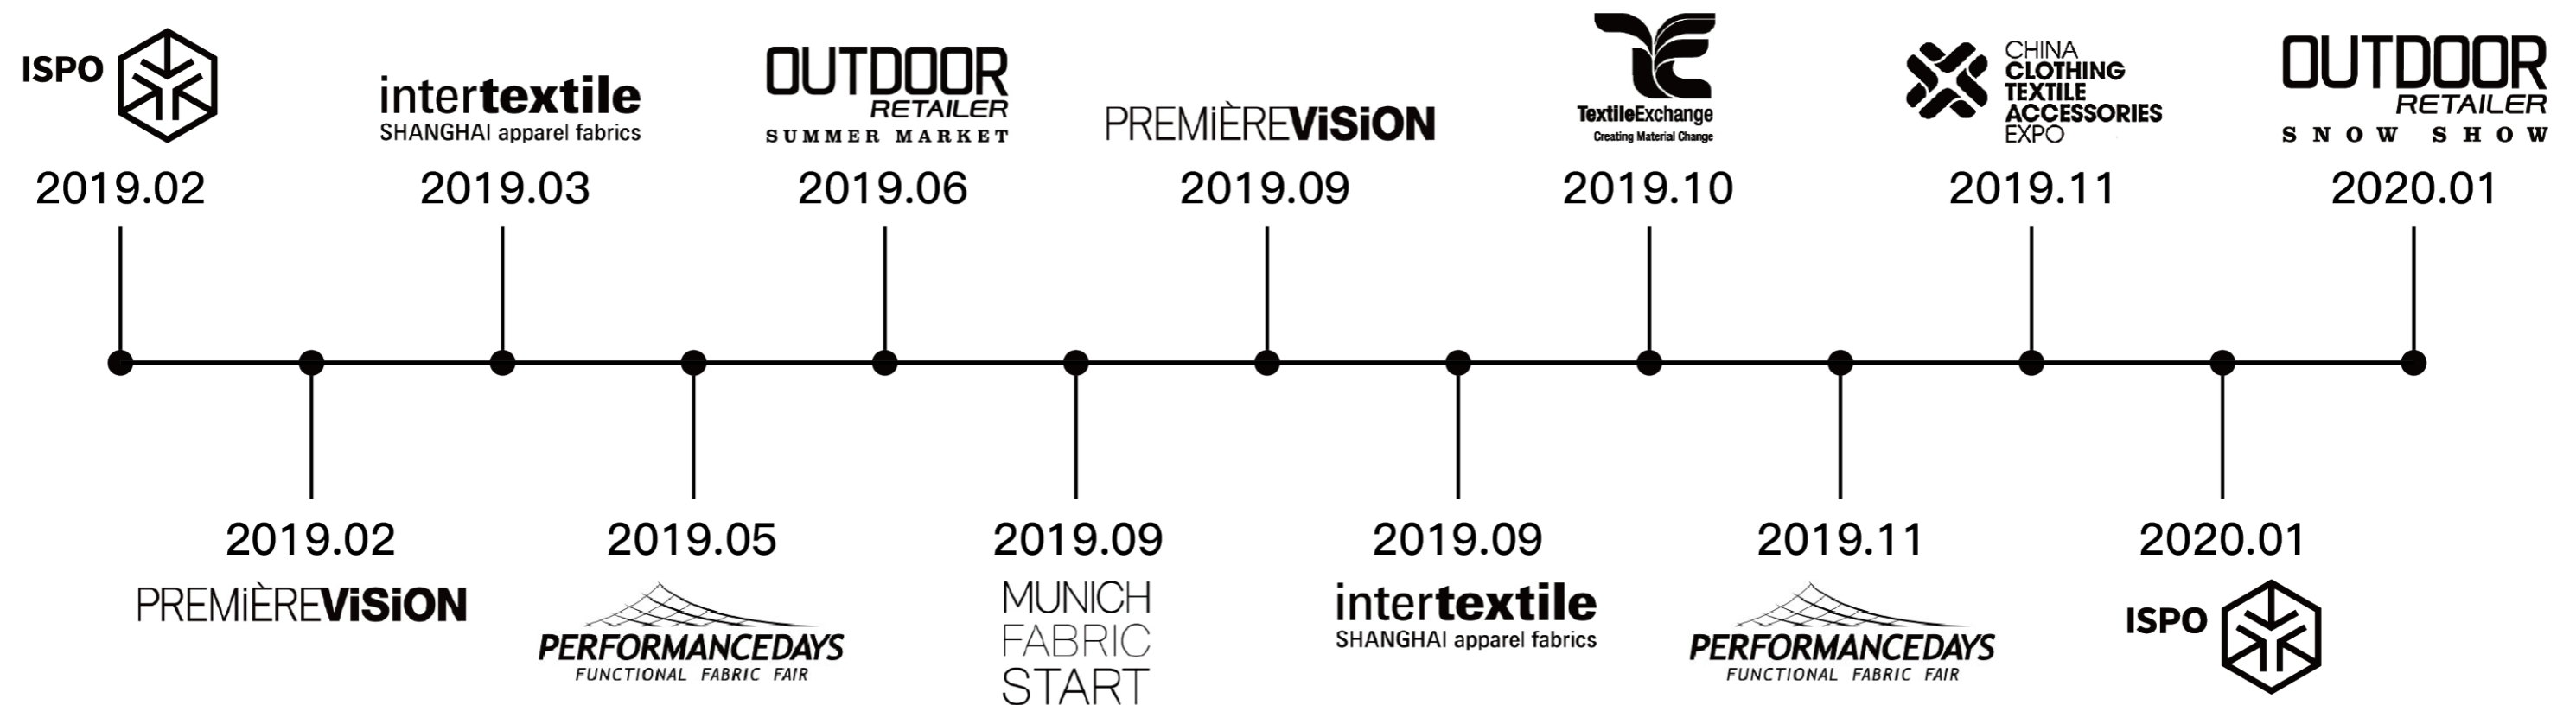 ISPO
2019.02
intertextile
SHANGHAI apparel fabrics
2019.03
OUTDOOR
RETAILER
SUMMER MARKET
2019.06
PREMiÈREViSiON
2019.09
TextileExchange
Creating Material Change
2019.10
CHINA
CLOTHING
TEXTILE
ACCESSORIES
EXPO
2019.11
OUTDOOR
RETAILER
SNOW SHOW
2020.01
2019.02
PREMiÈREViSiON
2019.05
PERFORMANCEDAYS
FUNCTIONAL FABRIC FAIR
2019.09
MUNICH
FABRIC
START
2019.09
intertextile
SHANGHAI apparel fabrics
2019.11
PERFORMANCEDAYS
FUNCTIONAL FABRIC FAIR
2020.01
ISPO